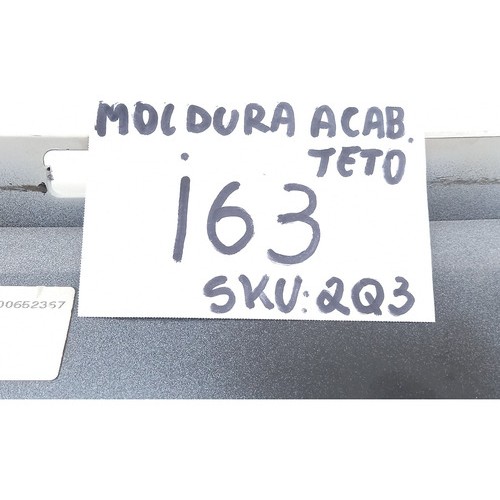 MOLDURA ACAB.
TETO
i63
SKU: 2Q3
00652357